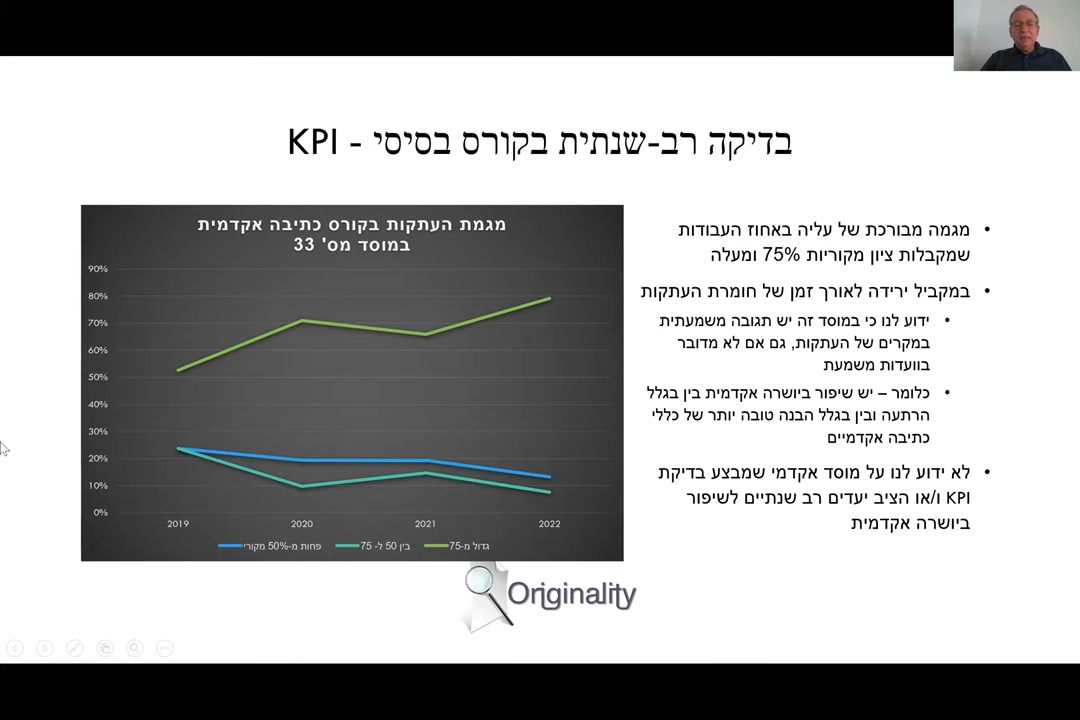 בדיקה רב-שנתית בקורס בסיסי - KPI
מגמת העתקות בקורס כתיבה אקדמית
במוסד מס' 33
90%
80%
70%
60%
50%
40%
30%
20%
10%
0%
2019 2020 2021 2022
פחות מ-50% מקורי
בין 50 ל- 75
גדול מ-75
• מגמה מבורכת של עליה באחוז העבודות
שמקבלות ציון מקוריות 75% ומעלה
• במקביל ירידה לאורך זמן של חומרת העתקות
• ידוע לנו כי במוסד זה יש תגובה משמעתית
במקרים של העתקות, גם אם לא מדובר
בוועדות משמעת
• כלומר – יש שיפור ביושרה אקדמית בין בגלל
הרתעה ובין בגלל הבנה טובה יותר של כללי
כתיבה אקדמיים
• לא ידוע לנו על מוסד אקדמי שמבצע בדיקת
KPI ו/או הציב יעדים רב שנתיים לשיפור
ביושרה אקדמית
Originality